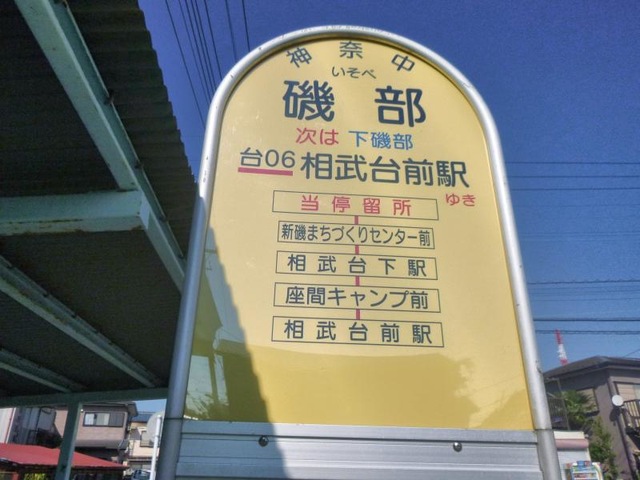 神奈中
いそべ
磯部
次は 下磯部
台06 相武台前駅
ゆき
当停留所
新磯まちづくりセンター前
相武台下駅
座間キャンプ前
相武台前駅